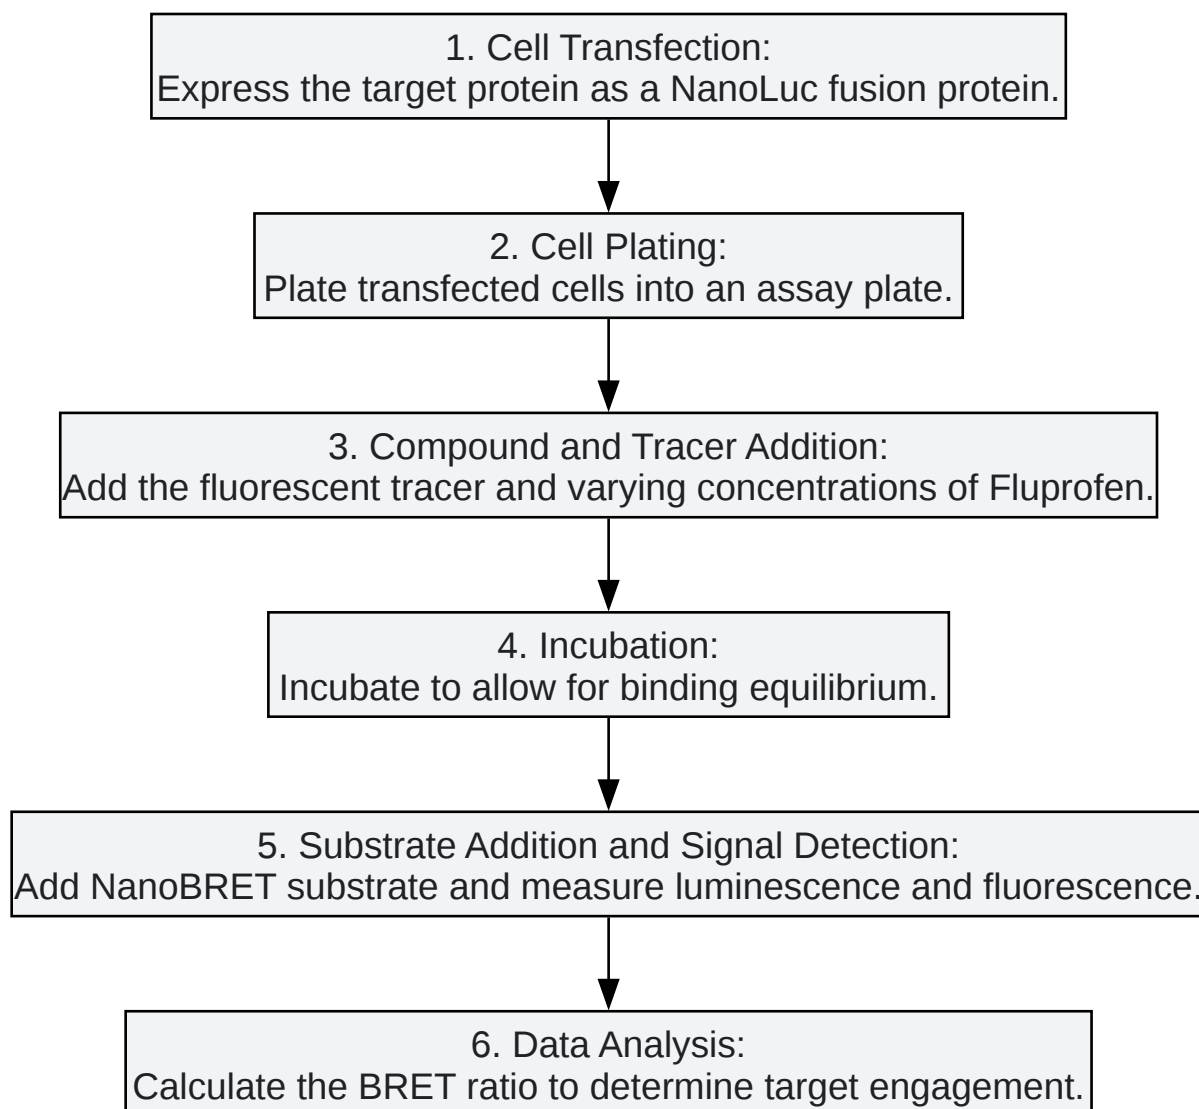 1. Cell Transfection:
Express the target protein as a NanoLuc fusion protein.
2. Cell Plating:
Plate transfected cells into an assay plate.
3. Compound and Tracer Addition:
Add the fluorescent tracer and varying concentrations of Fluprofen.
4. Incubation:
Incubate to allow for binding equilibrium.
5. Substrate Addition and Signal Detection:
Add NanoBRET substrate and measure luminescence and fluorescence.
6. Data Analysis:
Calculate the BRET ratio to determine target engagement.